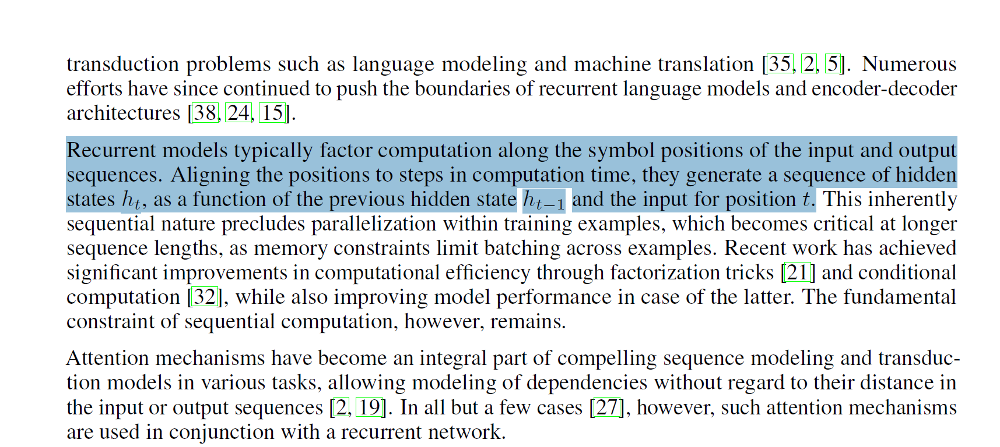 transduction problems such as language modeling and machine translation [35, 2, 5]. Numerous
efforts have since continued to push the boundaries of recurrent language models and encoder-decoder
architectures [38, 24, 15].
Recurrent models typically factor computation along the symbol positions of the input and output
sequences. Aligning the positions to steps in computation time, they generate a sequence of hidden
states hₜ, as a function of the previous hidden state hₜ₋₁ and the input for position t. This inherently
sequential nature precludes parallelization within training examples, which becomes critical at longer
sequence lengths, as memory constraints limit batching across examples. Recent work has achieved
significant improvements in computational efficiency through factorization tricks [21] and conditional
computation [32], while also improving model performance in case of the latter. The fundamental
constraint of sequential computation, however, remains.
Attention mechanisms have become an integral part of compelling sequence modeling and transduc-
tion models in various tasks, allowing modeling of dependencies without regard to their distance in
the input or output sequences [2, 19]. In all but a few cases [27], however, such attention mechanisms
are used in conjunction with a recurrent network.